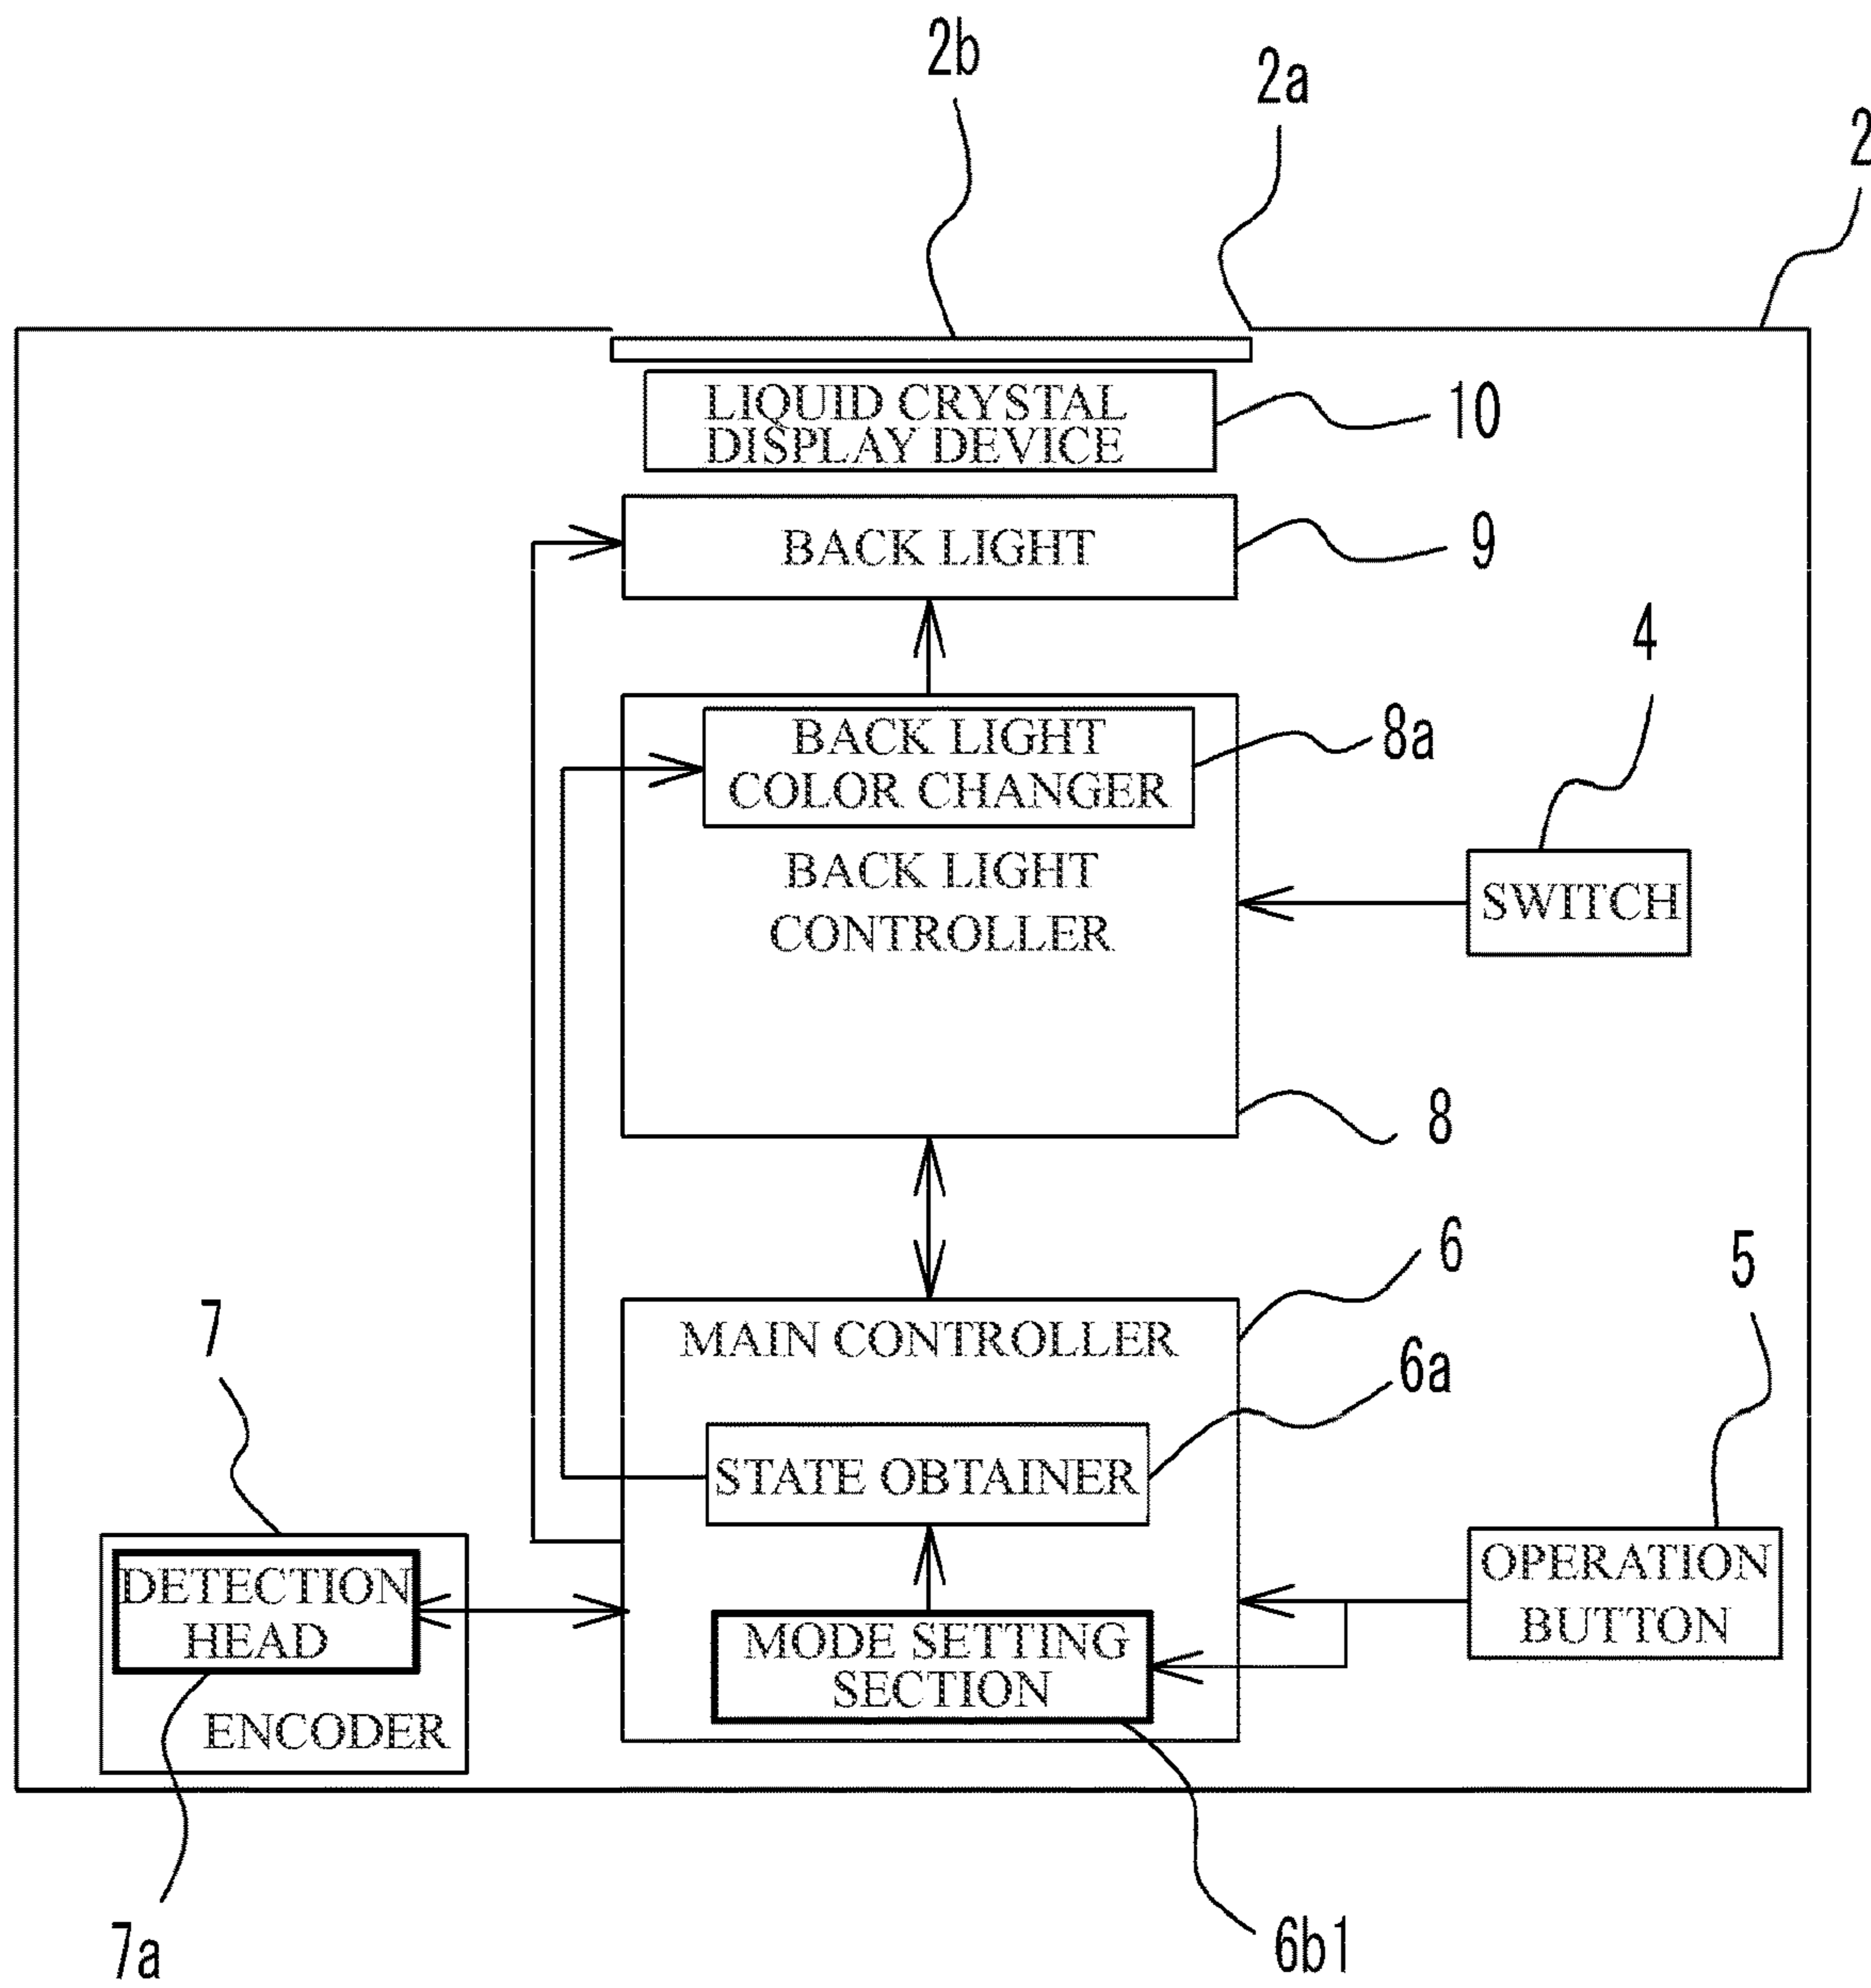 2b
2a
2
LIQUID CRYSTAL
DISPLAY DEVICE
10
BACK LIGHT
9
4
BACK LIGHT
COLOR CHANGER
8a
BACK LIGHT
CONTROLLER
SWITCH
8
6
5
7
MAIN CONTROLLER
6a
STATE OBTAINER
DETECTION
HEAD
OPERATION
BUTTON
MODE SETTING
SECTION
ENCODER
7a
6b1